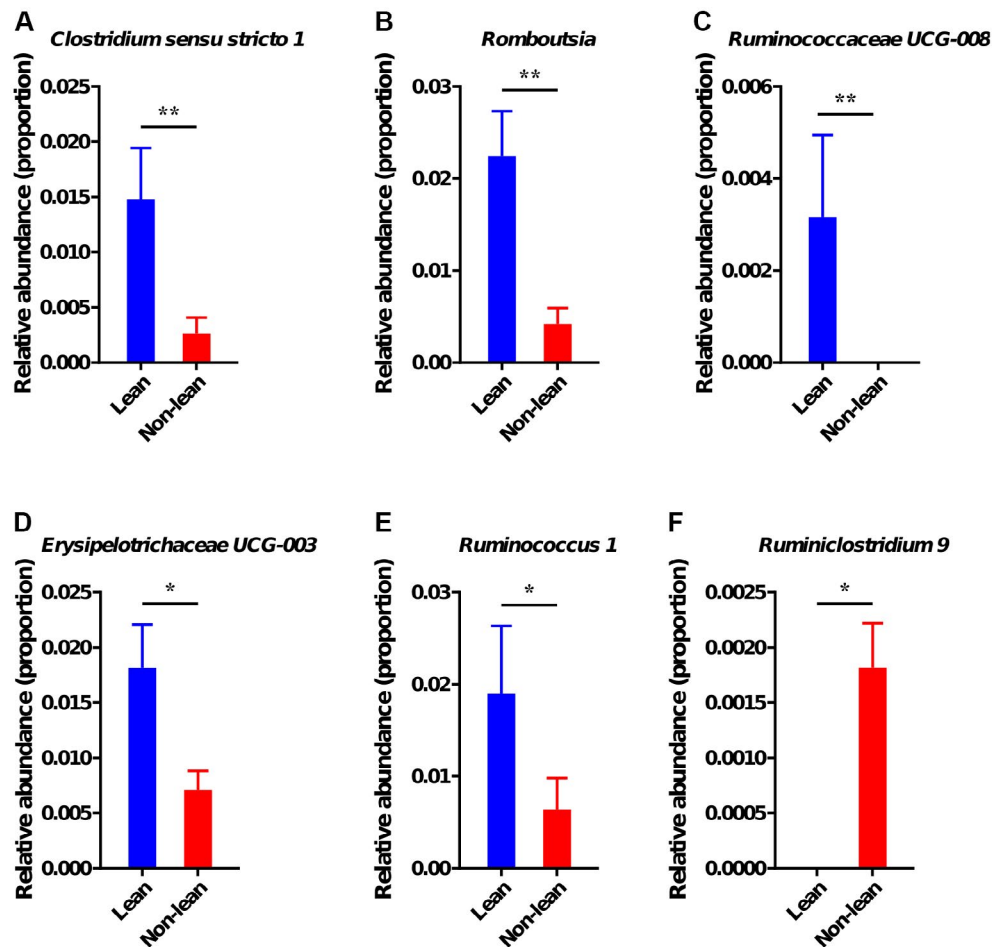 A
Clostridium sensu stricto 1
Relative abundance (proportion)
0.025
0.020
0.015
0.010
0.005
0.000
**
Lean
Non-lean
B
Romboutsia
Relative abundance (proportion)
0.03
0.02
0.01
0.00
**
Lean
Non-lean
C
Ruminococcaceae UCG-008
Relative abundance (proportion)
0.006
0.004
0.002
0.000
**
Lean
Non-lean
D
Erysipelotrichaceae UCG-003
Relative abundance (proportion)
0.025
0.020
0.015
0.010
0.005
0.000
*
Lean
Non-lean
E
Ruminococcus 1
Relative abundance (proportion)
0.03
0.02
0.01
0.00
*
Lean
Non-lean
F
Ruminiclostridium 9
Relative abundance (proportion)
0.0025
0.0020
0.0015
0.0010
0.0005
0.0000
*
Lean
Non-lean